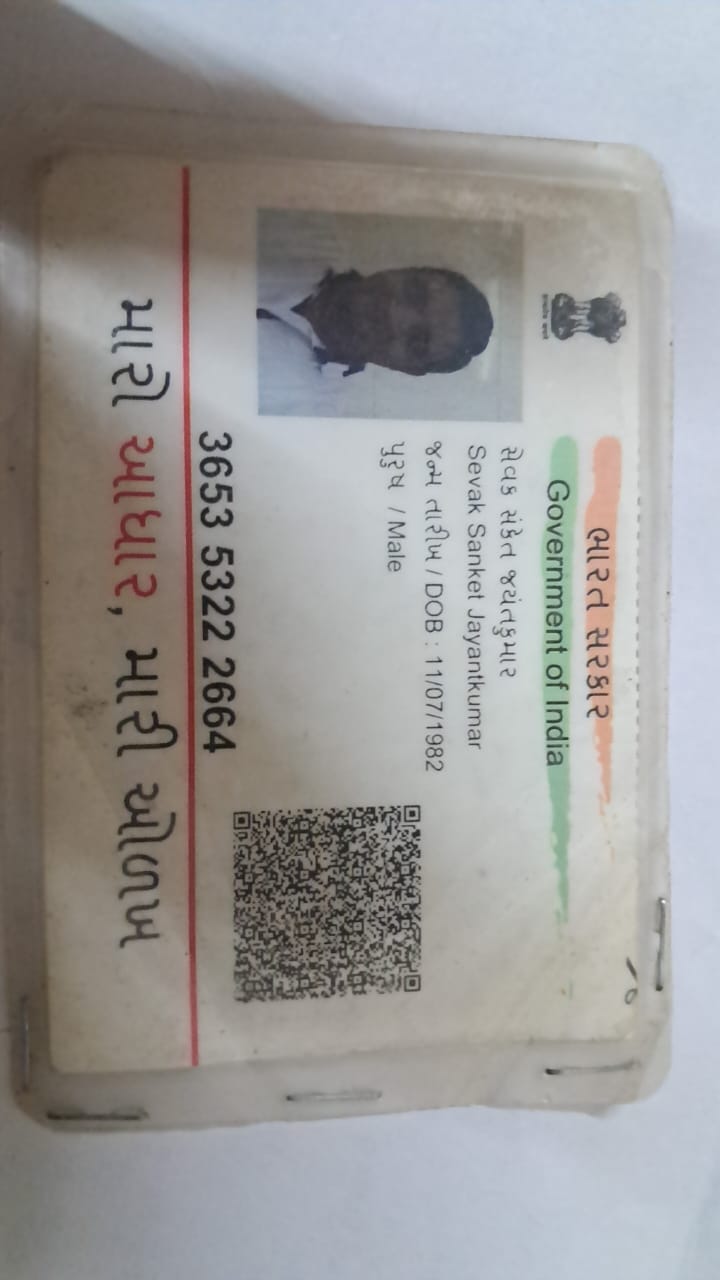 ભારત સરકાર
Government of India
સેવક સંકેત જયંતકુમાર
Sevak Sanket Jayantkumar
જન્મ તારીખ / DOB : 11/07/1982
પુરુષ / Male
3653 5322 2664
મારો આધાર, મારી ઓળખ